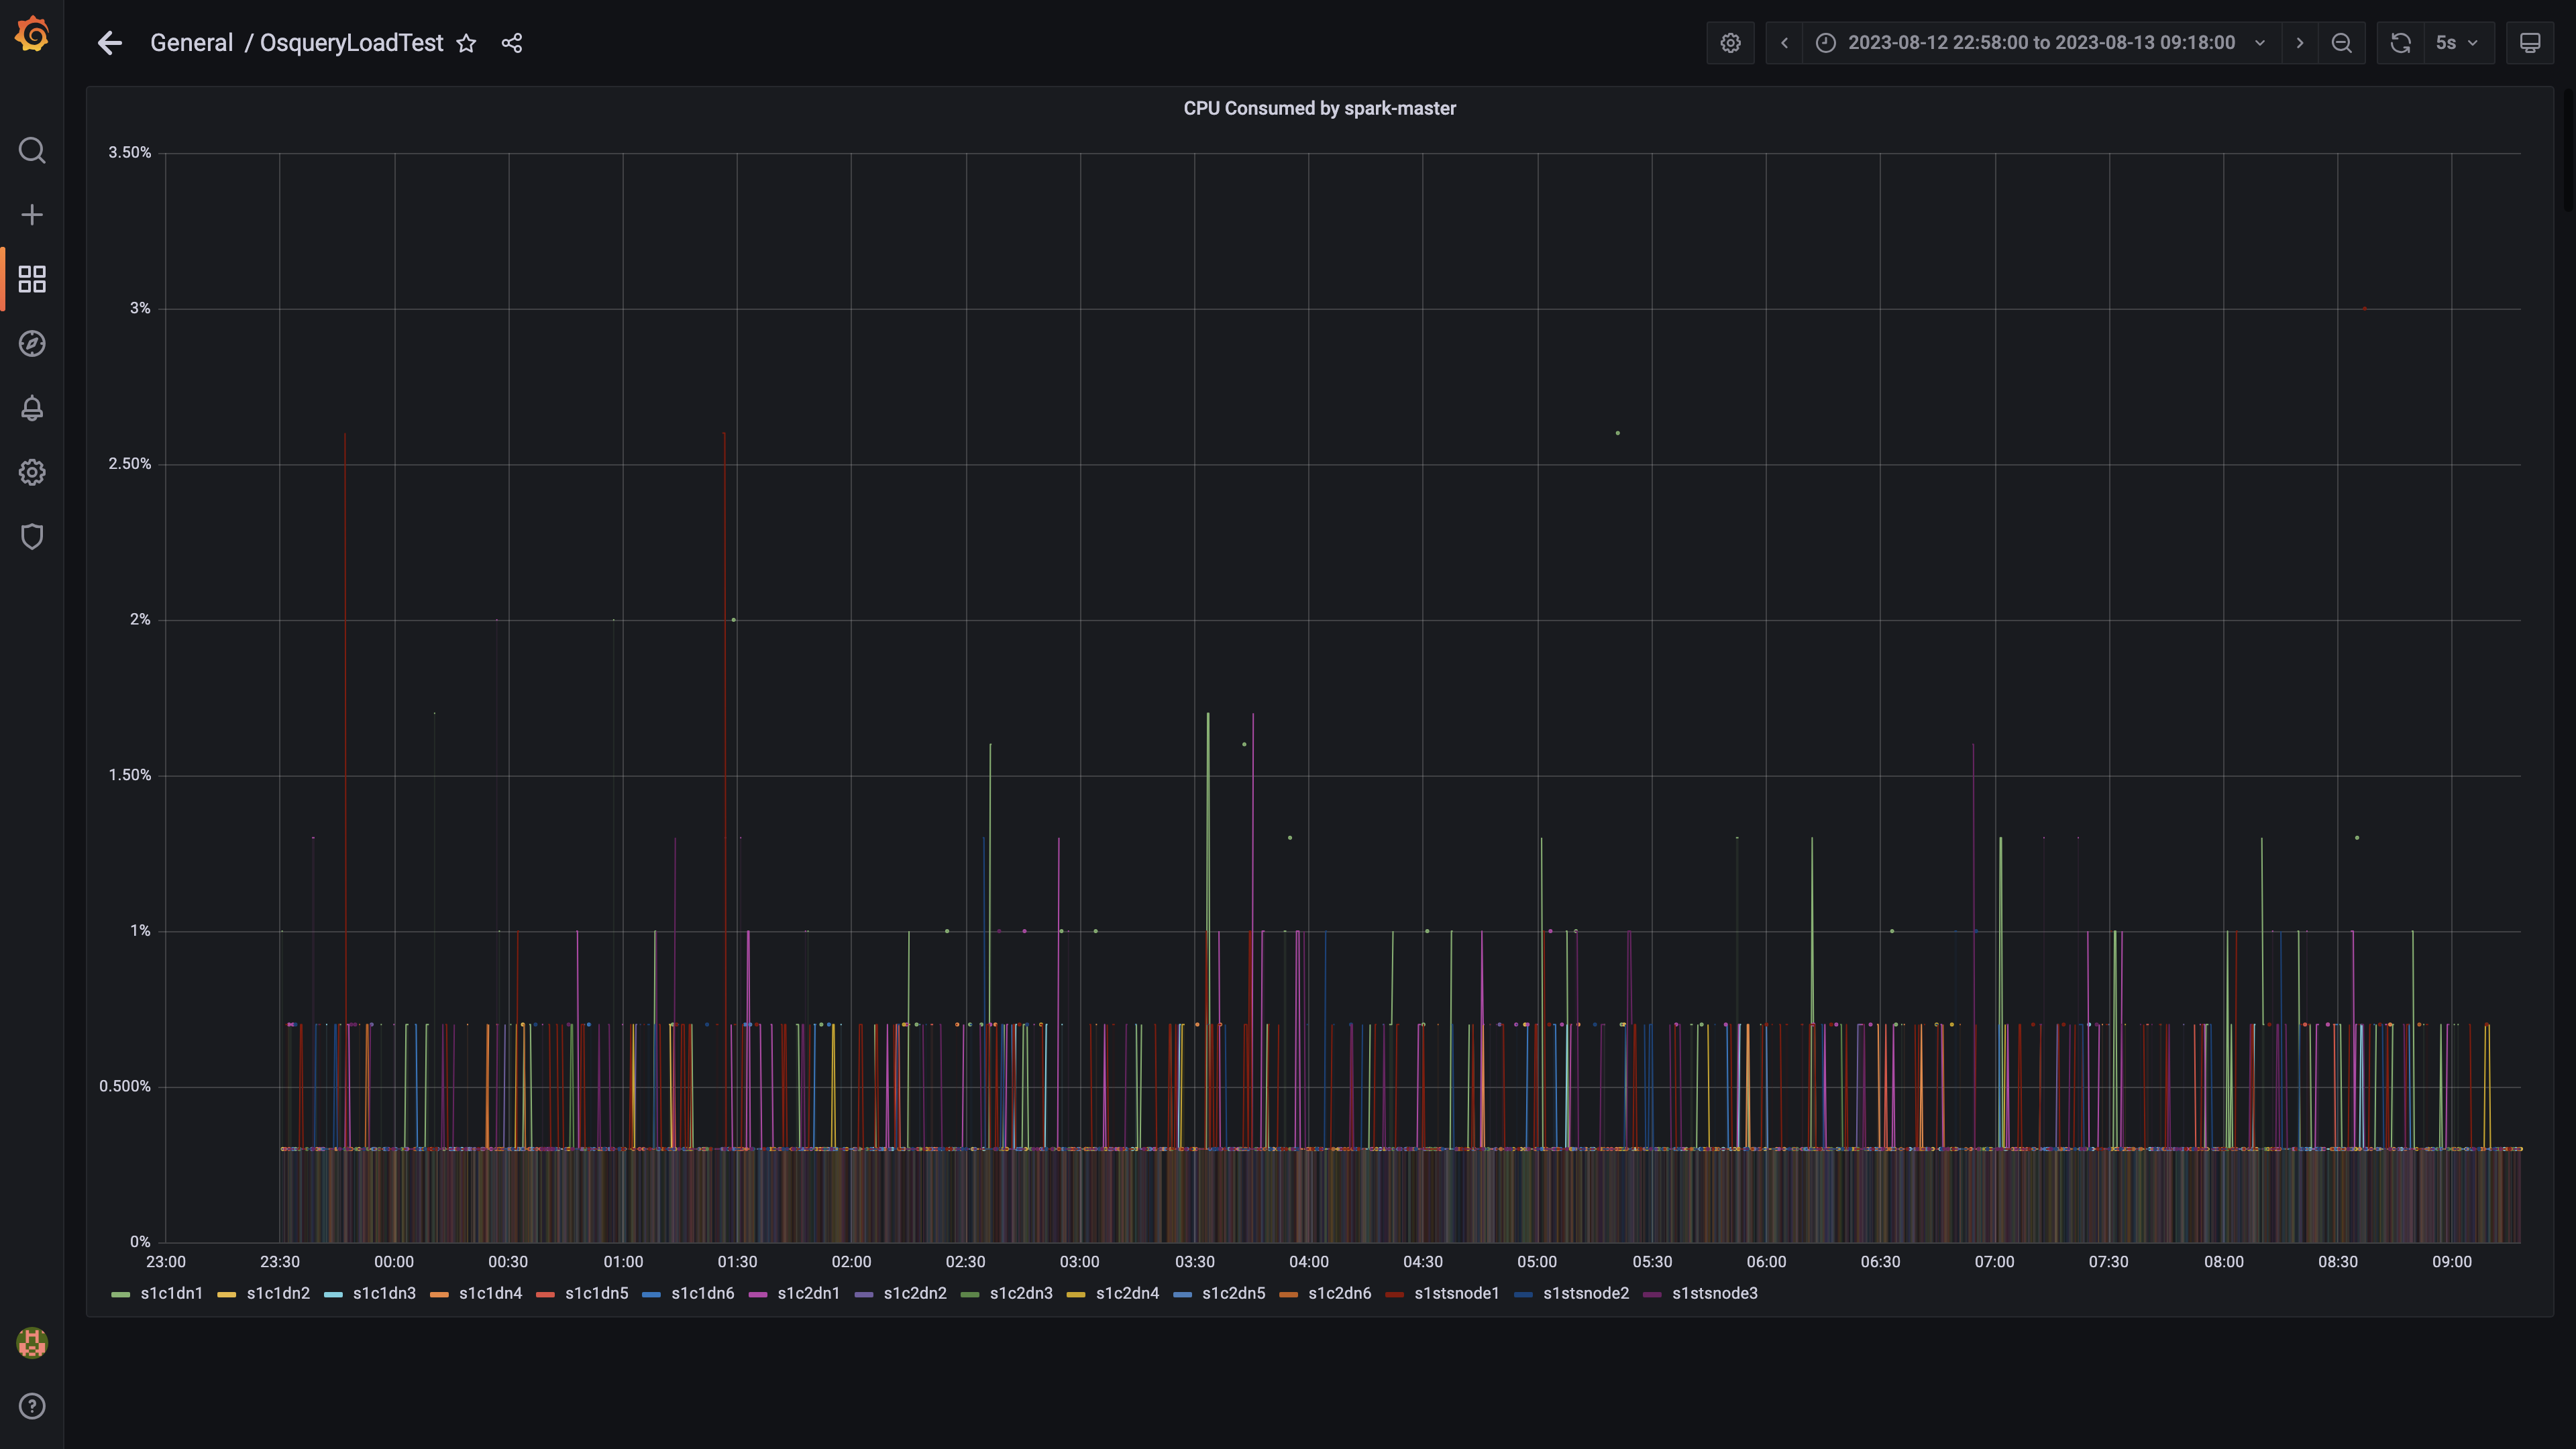 General / OsqueryLoadTest
2023-08-12 22:58:00 to 2023-08-13 09:18:00
5s
CPU Consumed by spark-master
3.50%
3%
2.50%
2%
1.50%
1%
0.500%
0%
23:00 23:30 00:00 00:30 01:00 01:30 02:00 02:30 03:00 03:30 04:00 04:30 05:00 05:30 06:00 06:30 07:00 07:30 08:00 08:30 09:00
s1c1dn1 s1c1dn2 s1c1dn3 s1c1dn4 s1c1dn5 s1c1dn6 s1c2dn1 s1c2dn2 s1c2dn3 s1c2dn4 s1c2dn5 s1c2dn6 s1stsnode1 s1stsnode2 s1stsnode3